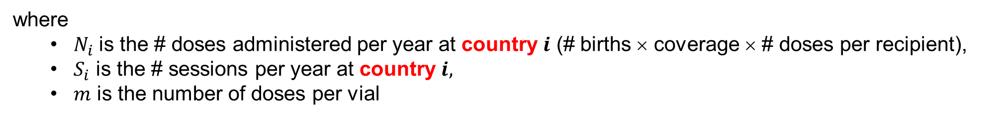 where
• Nᵢ is the # doses administered per year at country i (# births × coverage × # doses per recipient),
• Sᵢ is the # sessions per year at country i,
• m is the number of doses per vial